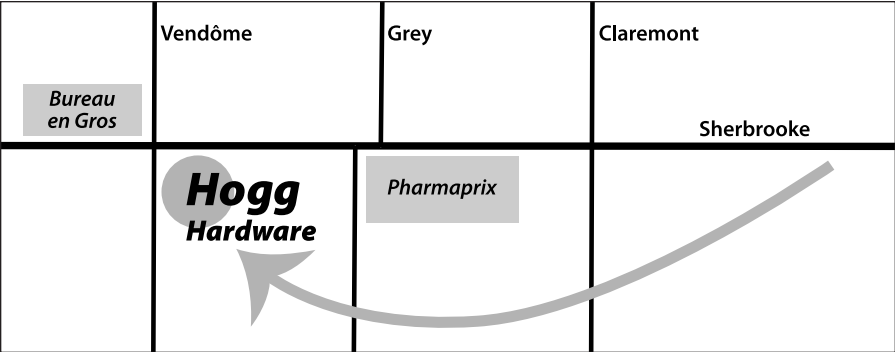 Vendôme
Grey
Claremont
Bureau
en Gros
Sherbrooke
Hogg
Hardware
Pharmaprix